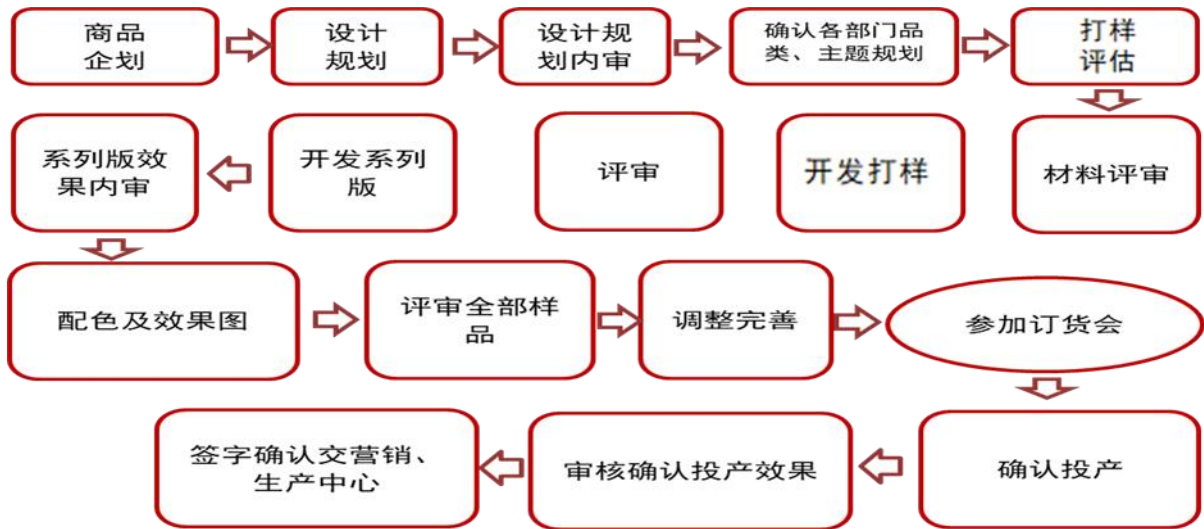 商品
企划
设计
规划
设计规
划内审
确认各部门品
类、主题规划
打样
评估
材料评审
开发打样
评审
开发系列
版
系列版效
果内审
配色及效果图
评审全部样
品
调整完善
参加订货会
确认投产
审核确认投产效果
签字确认交营销、
生产中心